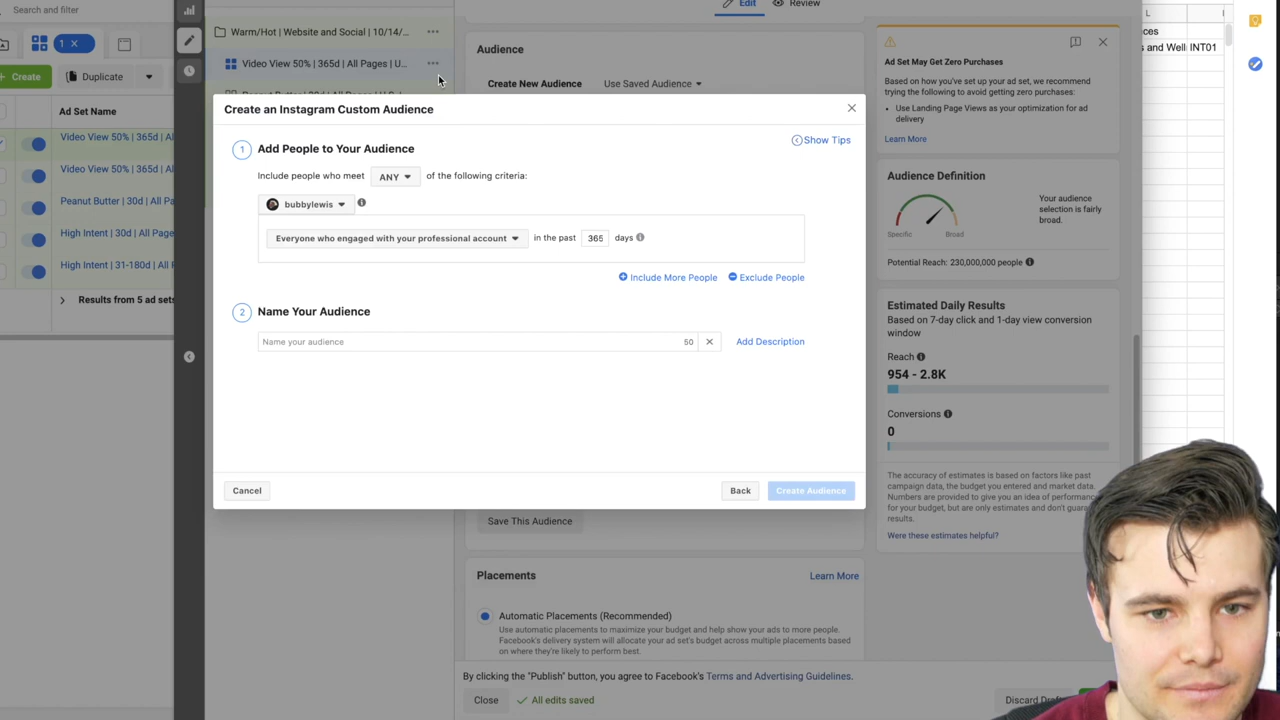 Search and filter
1
Create
Duplicate
Ad Set Name
Video View 50% | 365d | Al
Video View 50% | 365d | Al
Peanut Butter | 30d | All Pa
High Intent | 30d | All Page
High Intent | 31-180d | All F
Results from 5 ad sets
Warm/Hot | Website and Social | 10/14/...
Video View 50% | 365d | All Pages | U...
Edit
Review
Audience
Create New Audience
Use Saved Audience
Create an Instagram Custom Audience
Show Tips
1
Add People to Your Audience
Include people who meet ANY of the following criteria:
bubbylewis
Everyone who engaged with your professional account in the past 365 days
Include More People
Exclude People
2
Name Your Audience
Name your audience
50
Add Description
Cancel
Back
Create Audience
Save This Audience
Placements
Learn More
Automatic Placements (Recommended)
Use automatic placements to maximize your budget and help show your ads to more people.
Facebook's delivery system will allocate your ad set's budget across multiple placements based
on where they're likely to perform best.
By clicking the "Publish" button, you agree to Facebook's Terms and Advertising Guidelines.
Close
All edits saved
Discard
Ad Set May Get Zero Purchases
Based on how you've set up your ad set, we recommend
trying the following to avoid getting zero purchases:
Use Landing Page Views as your optimization for ad
delivery
Learn More
Audience Definition
Your audience
selection is fairly
broad.
Specific
Broad
Potential Reach: 230,000,000 people
Estimated Daily Results
Based on 7-day click and 1-day view conversion
window
Reach
954 - 2.8K
Conversions
0
The accuracy of estimates is based on factors like past
campaign data, the budget you entered and market data.
Numbers are provided to give you an idea of performance
for your budget, but are only estimates and don't guarantee
results.
Were these estimates helpful?
L
ces
s and Well INT01